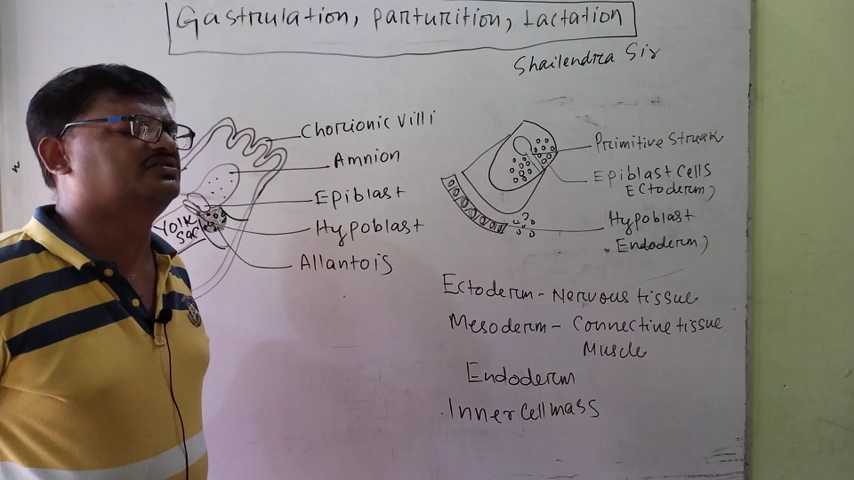 Gastrulation, parturition, Lactation
Shailendra Sir
Chorionic villi
Amnion
Epiblast
Hypoblast
Allantois
Yolk
Sac
Primitive Streak
Epiblast Cells
Ectoderm)
Hypoblast
Endoderm)
Ectoderm - Nervous tissue
Mesoderm - Connective tissue
Muscle
Endoderm
Inner cell mass